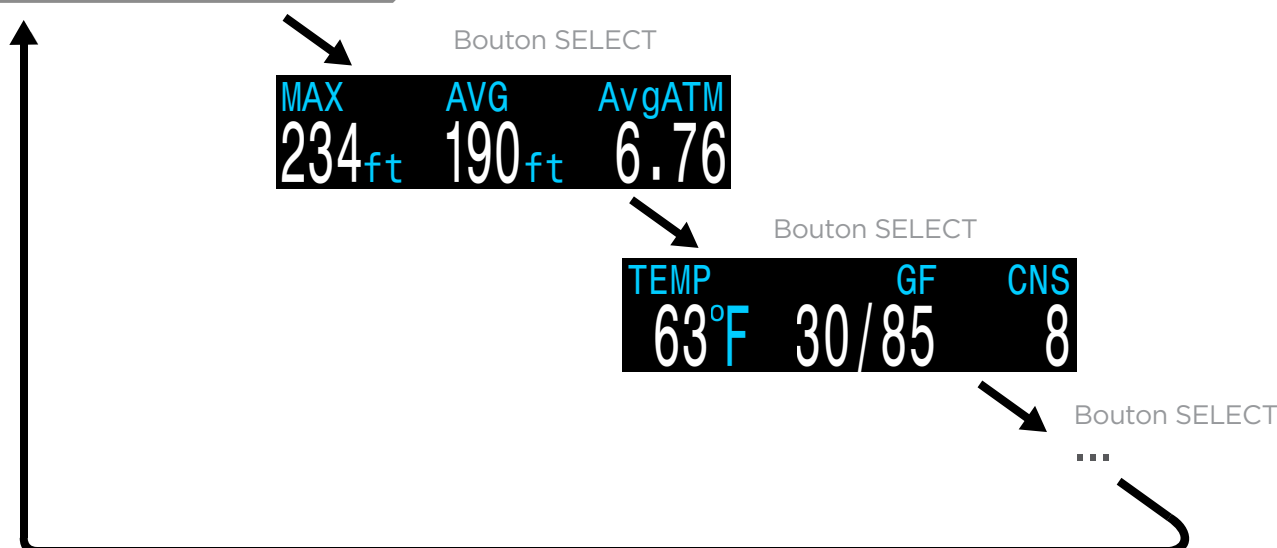 Bouton SELECT
MAX AVG AvgATM
234ft 190ft 6.76
Bouton SELECT
TEMP GF CNS
63°F 30/85 8
Bouton SELECT
...